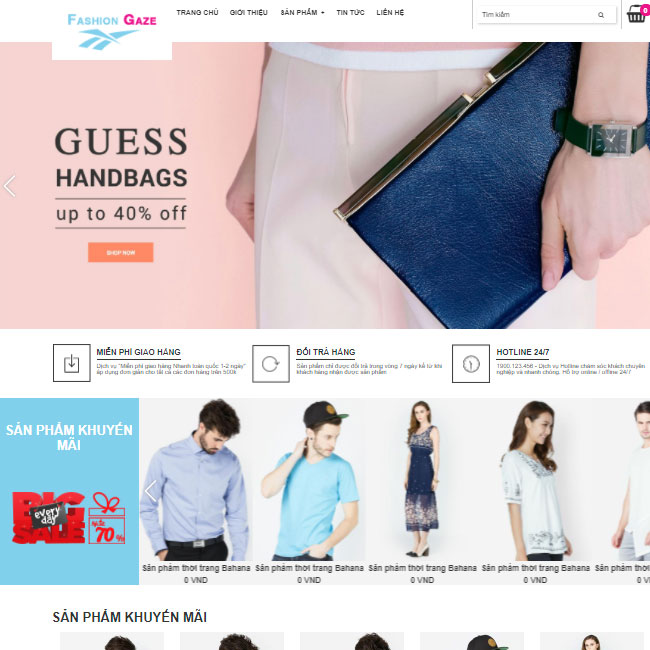 FASHION GAZE
TRANG CHỦ GIỚI THIỆU SẢN PHẨM + TIN TỨC LIÊN HỆ
Tìm kiếm
0
GUESS
HANDBAGS
up to 40% off
SHOP NOW
MIỄN PHÍ GIAO HÀNG
Dịch vụ "Miễn phí giao hàng Nhanh toàn quốc 1-2 ngày"
áp dụng đơn giản cho tất cả các đơn hàng trên 500k
ĐỔI TRẢ HÀNG
Sản phẩm chỉ được đổi trả trong vòng 7 ngày kể từ khi
khách hàng nhận được sản phẩm
HOTLINE 24/7
1900.123.456 - Dịch vụ Hotline chăm sóc khách chuyên
nghiệp và nhanh chóng. Hỗ trợ online / offline 24/7
SẢN PHẨM KHUYẾN
MÃI
BIG
every day
SALE
70%
Sản phẩm thời trang Bahana
0 VND
Sản phẩm thời trang Bahana
0 VND
Sản phẩm thời trang Bahana
0 VND
Sản phẩm thời trang Bahana
0 VND
Sản phẩm
0 V
SẢN PHẨM KHUYẾN MÃI